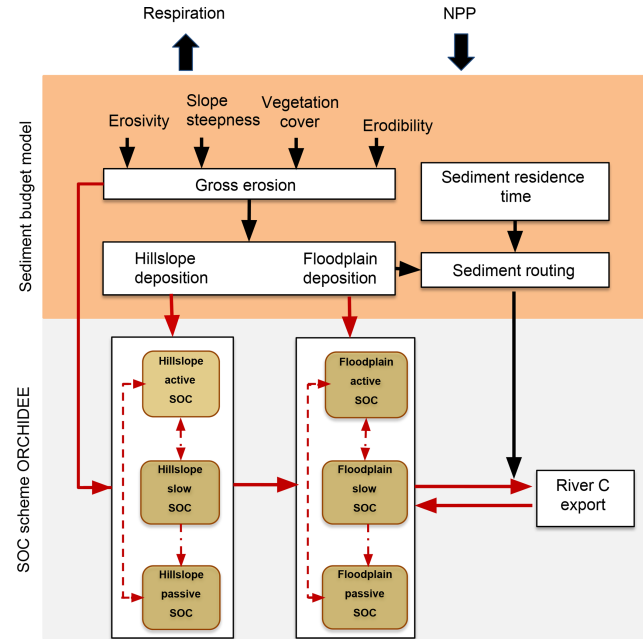 Respiration
NPP
Sediment budget model
Erosivity
Slope
steepness
Vegetation
cover
Erodibility
Gross erosion
Sediment residence
time
Hillslope
deposition
Floodplain
deposition
Sediment routing
SOC scheme ORCHIDEE
Hillslope
active
SOC
Floodplain
active
SOC
Hillslope
slow
SOC
Floodplain
slow
SOC
River C
export
Hillslope
passive
SOC
Floodplain
passive
SOC